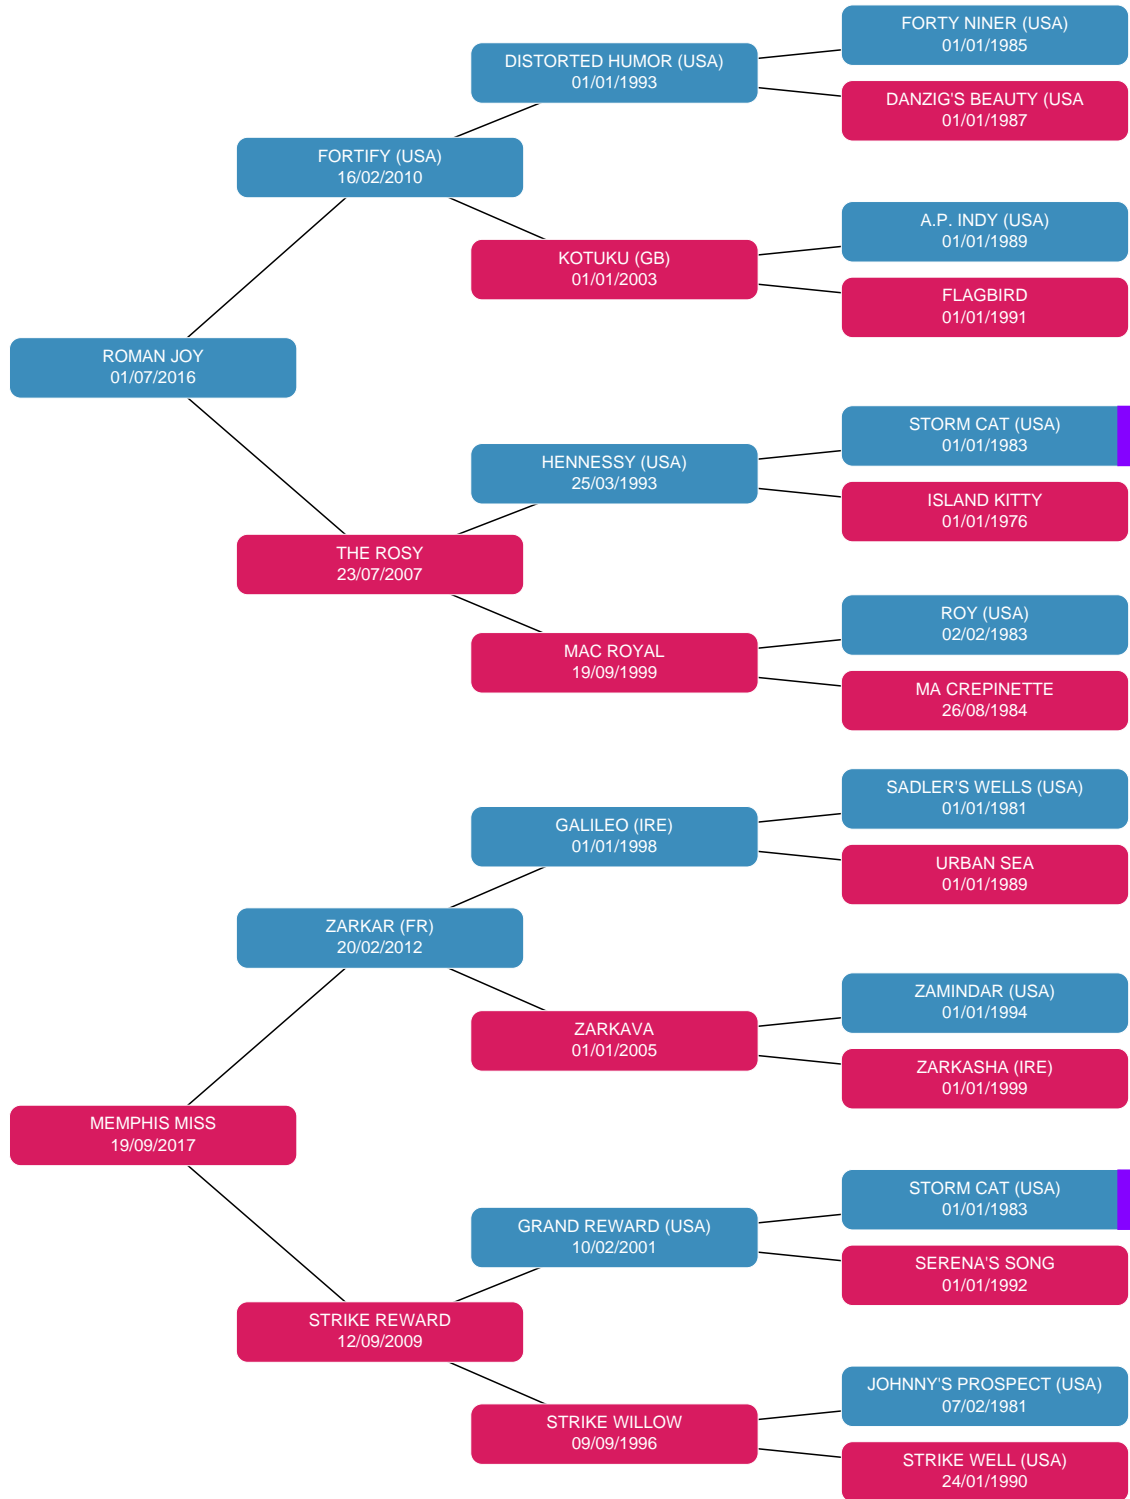 FORTY NINER (USA)
01/01/1985
DISTORTED HUMOR (USA)
01/01/1993
DANZIG'S BEAUTY (USA
01/01/1987
FORTIFY (USA)
16/02/2010
A.P. INDY (USA)
01/01/1989
KOTUKU (GB)
01/01/2003
FLAGBIRD
01/01/1991
ROMAN JOY
01/07/2016
STORM CAT (USA)
01/01/1983
HENNESSY (USA)
25/03/1993
ISLAND KITTY
01/01/1976
THE ROSY
23/07/2007
ROY (USA)
02/02/1983
MAC ROYAL
19/09/1999
MA CREPINETTE
26/08/1984
SADLER'S WELLS (USA)
01/01/1981
GALILEO (IRE)
01/01/1998
URBAN SEA
01/01/1989
ZARKAR (FR)
20/02/2012
ZAMINDAR (USA)
01/01/1994
ZARKAVA
01/01/2005
ZARKASHA (IRE)
01/01/1999
MEMPHIS MISS
19/09/2017
STORM CAT (USA)
01/01/1983
GRAND REWARD (USA)
10/02/2001
SERENA'S SONG
01/01/1992
STRIKE REWARD
12/09/2009
JOHNNY'S PROSPECT (USA)
07/02/1981
STRIKE WILLOW
09/09/1996
STRIKE WELL (USA)
24/01/1990